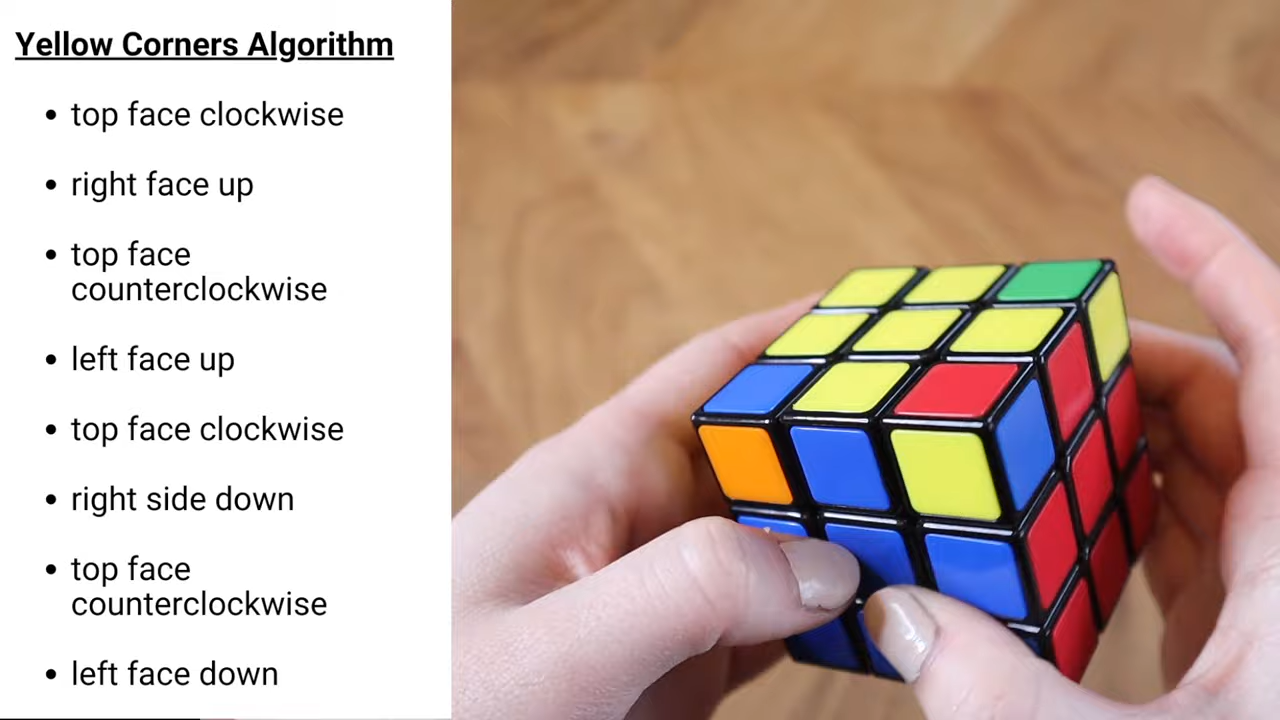 Yellow Corners Algorithm
• top face clockwise
• right face up
• top face
counterclockwise
• left face up
• top face clockwise
• right side down
• top face
counterclockwise
• left face down